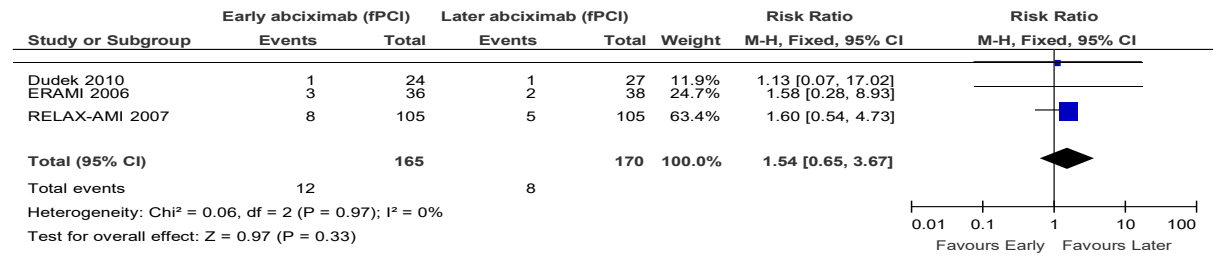 Early abciximab (fPCI) Later abciximab (fPCI) Risk Ratio Risk Ratio
Study or Subgroup Events Total Events Total Weight M-H, Fixed, 95% CI M-H, Fixed, 95% CI
Dudek 2010 1 24 1 27 11.9% 1.13 [0.07, 17.02]
ERAMI 2006 3 36 2 38 24.7% 1.58 [0.28, 8.93]
RELAX-AMI 2007 8 105 5 105 63.4% 1.60 [0.54, 4.73]
Total (95% CI) 165 170 100.0% 1.54 [0.65, 3.67]
Total events 12 8
Heterogeneity: Chi² = 0.06, df = 2 (P = 0.97); I² = 0%
Test for overall effect: Z = 0.97 (P = 0.33)
0.01 0.1 1 10 100
Favours Early Favours Later